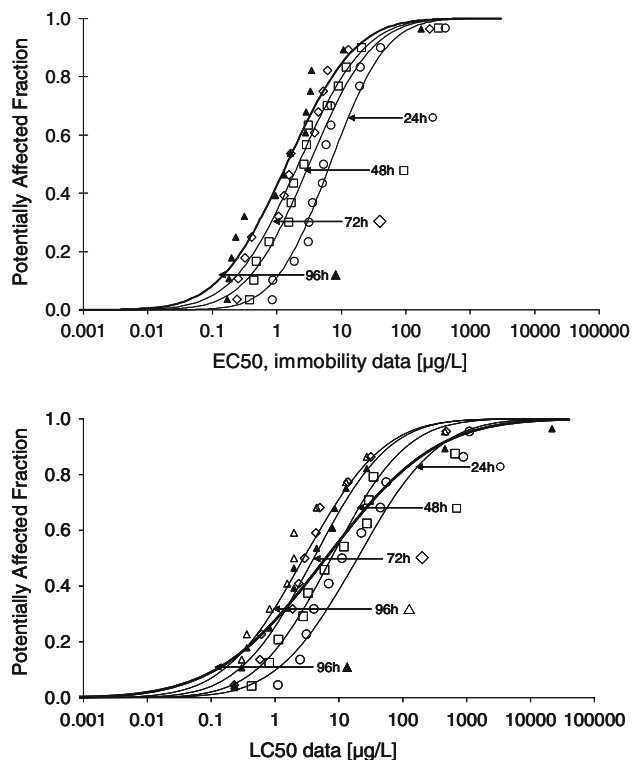 Potentially Affected Fraction
1.0
0.8
0.6
0.4
0.2
0.0
24h
48h
72h
96h
0.001 0.01 0.1 1 10 100 1000 10000 100000
EC50, immobility data [µg/L]
Potentially Affected Fraction
1.0
0.8
0.6
0.4
0.2
0.0
24h
48h
72h
96h
96h
0.001 0.01 0.1 1 10 100 1000 10000 100000
LC50 data [µg/L]